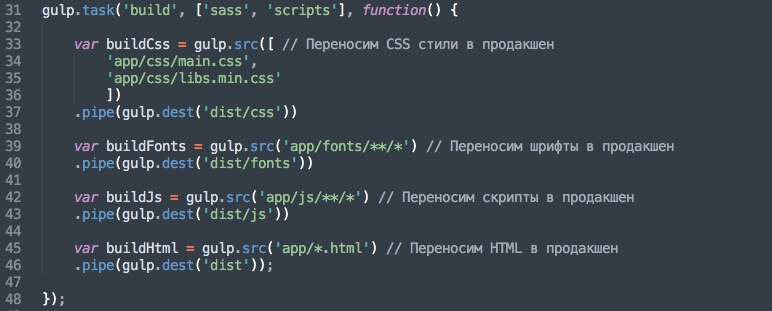 31 gulp.task('build', ['sass', 'scripts'], function() {
32
33     var buildCss = gulp.src([ // Переносим CSS стили в продакшен
34         'app/css/main.css',
35         'app/css/libs.min.css'
36         ])
37     .pipe(gulp.dest('dist/css'))
38
39     var buildFonts = gulp.src('app/fonts/**/*') // Переносим шрифты в продакшен
40     .pipe(gulp.dest('dist/fonts'))
41
42     var buildJs = gulp.src('app/js/**/*') // Переносим скрипты в продакшен
43     .pipe(gulp.dest('dist/js'))
44
45     var buildHtml = gulp.src('app/*.html') // Переносим HTML в продакшен
46     .pipe(gulp.dest('dist'));
47
48 });